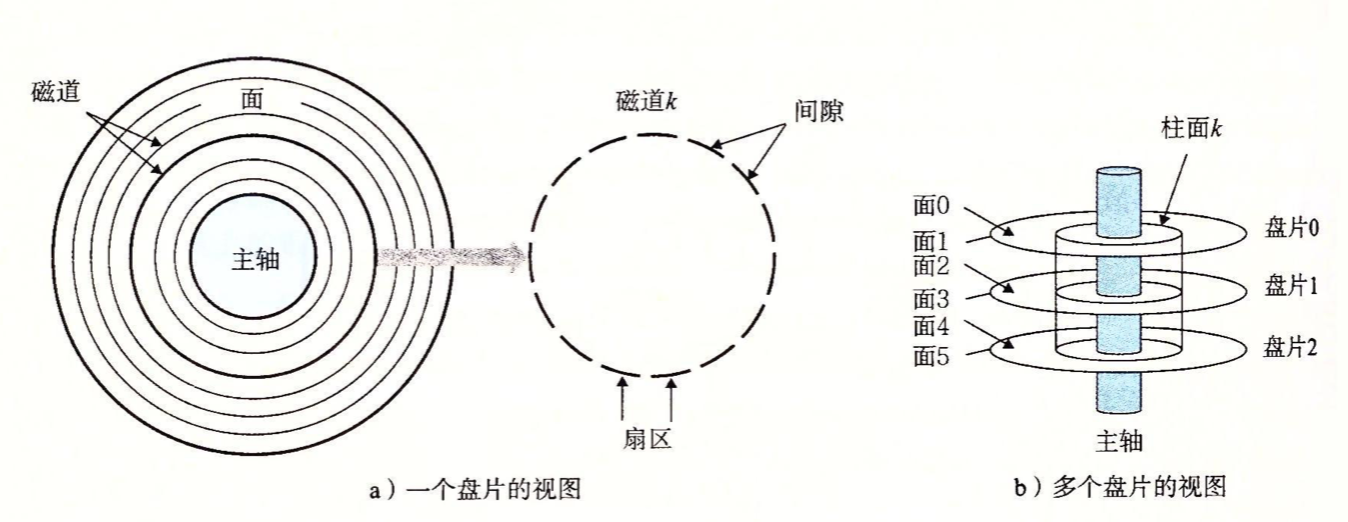 磁道
面
主轴
磁道k
间隙
扇区
a）一个盘片的视图
柱面k
面0
面1
面2
面3
面4
面5
盘片0
盘片1
盘片2
主轴
b）多个盘片的视图